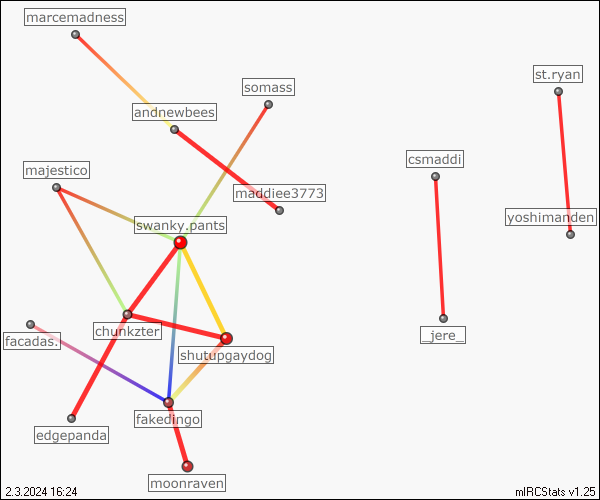 marcemadness
st.ryan
somass
andnewbees
csmaddi
majestico
maddiee3773
yoshimanden
swanky.pants
chunkzter
_jere_
facadas.
shutupgaydog
fakedingo
edgepanda
moonraven
2.3.2024 16:24
mIRCStats v1.25